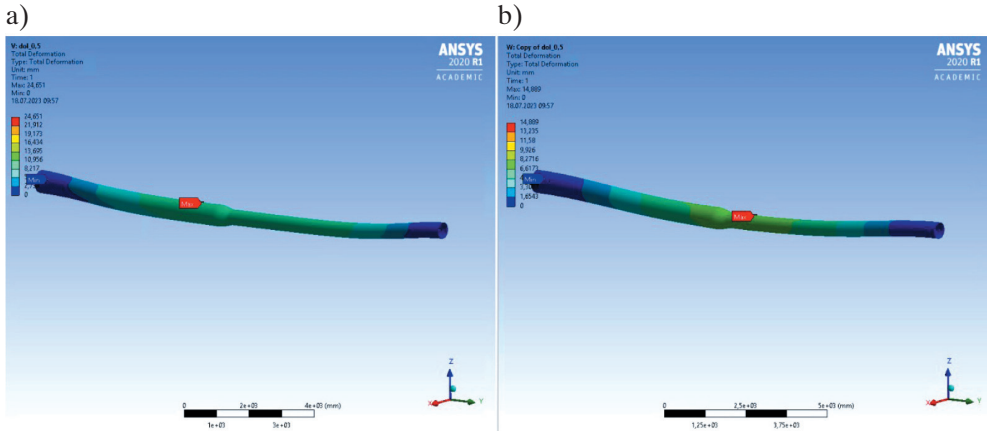 a)
V: dol_0,5
Total Deformation
Type: Total Deformation
Unit: mm
Time: 1
Max: 24,651
Min: 0
18.07.2023 09:57
24,651
21,912
19,173
16,434
13,695
10,956
8,217
0
Min
Max
ANSYS
2020 R1
ACADEMIC
Z
X
Y
0
2e+03
4e+03 (mm)
1e+03
3e+03
b)
W: Copy of dol_0,5
Total Deformation
Type: Total Deformation
Unit: mm
Time: 1
Max: 14,889
Min: 0
18.07.2023 09:57
14,889
13,235
11,58
9,926
8,2716
6,6173
1,6543
0
Min
Max
ANSYS
2020 R1
ACADEMIC
Z
X
Y
0
2,5e+03
5e+03 (mm)
1,25e+03
3,75e+03